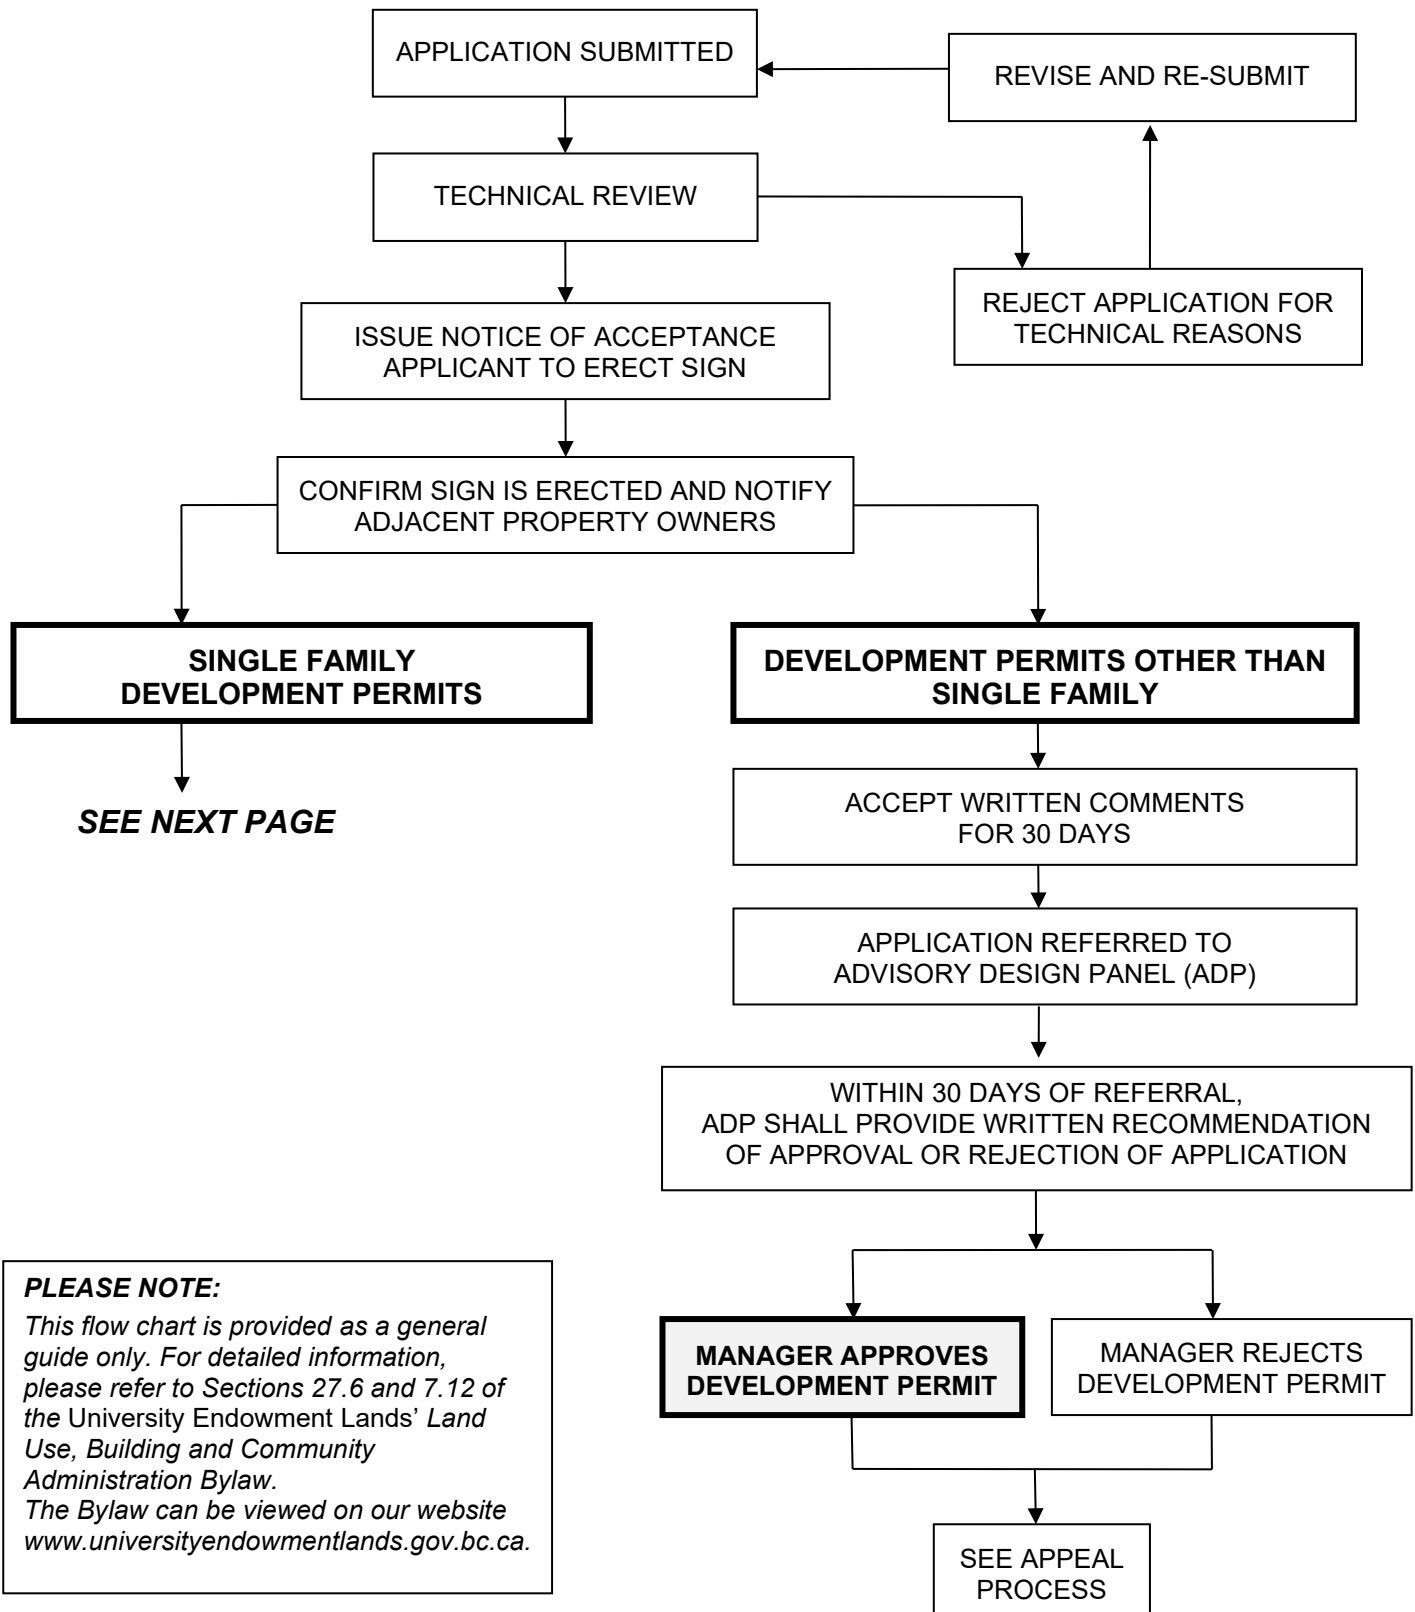 APPLICATION SUBMITTED
REVISE AND RE-SUBMIT
TECHNICAL REVIEW
REJECT APPLICATION FOR
TECHNICAL REASONS
ISSUE NOTICE OF ACCEPTANCE
APPLICANT TO ERECT SIGN
CONFIRM SIGN IS ERECTED AND NOTIFY
ADJACENT PROPERTY OWNERS
SINGLE FAMILY
DEVELOPMENT PERMITS
SEE NEXT PAGE
DEVELOPMENT PERMITS OTHER THAN
SINGLE FAMILY
ACCEPT WRITTEN COMMENTS
FOR 30 DAYS
APPLICATION REFERRED TO
ADVISORY DESIGN PANEL (ADP)
WITHIN 30 DAYS OF REFERRAL,
ADP SHALL PROVIDE WRITTEN RECOMMENDATION
OF APPROVAL OR REJECTION OF APPLICATION
MANAGER APPROVES
DEVELOPMENT PERMIT
MANAGER REJECTS
DEVELOPMENT PERMIT
SEE APPEAL
PROCESS
PLEASE NOTE:
This flow chart is provided as a general
guide only. For detailed information,
please refer to Sections 27.6 and 7.12 of
the University Endowment Lands’ Land
Use, Building and Community
Administration Bylaw.
The Bylaw can be viewed on our website
www.universityendowmentlands.gov.bc.ca.